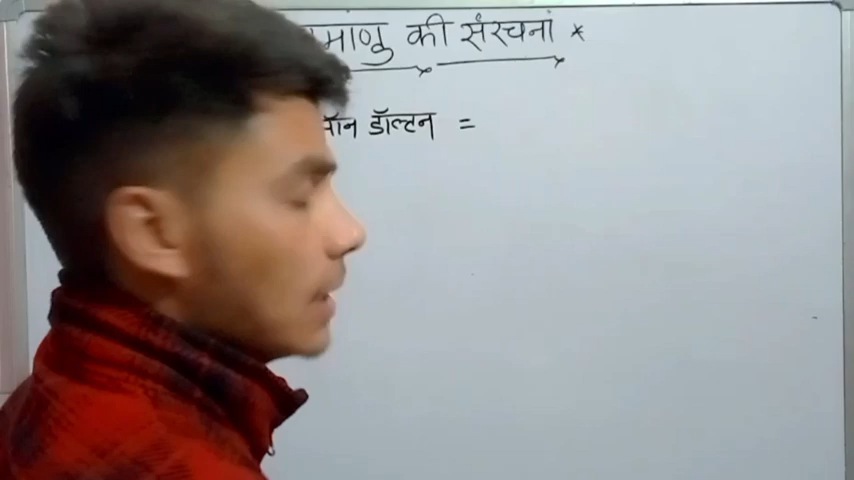 की संरचनां *
डॉल्टन =